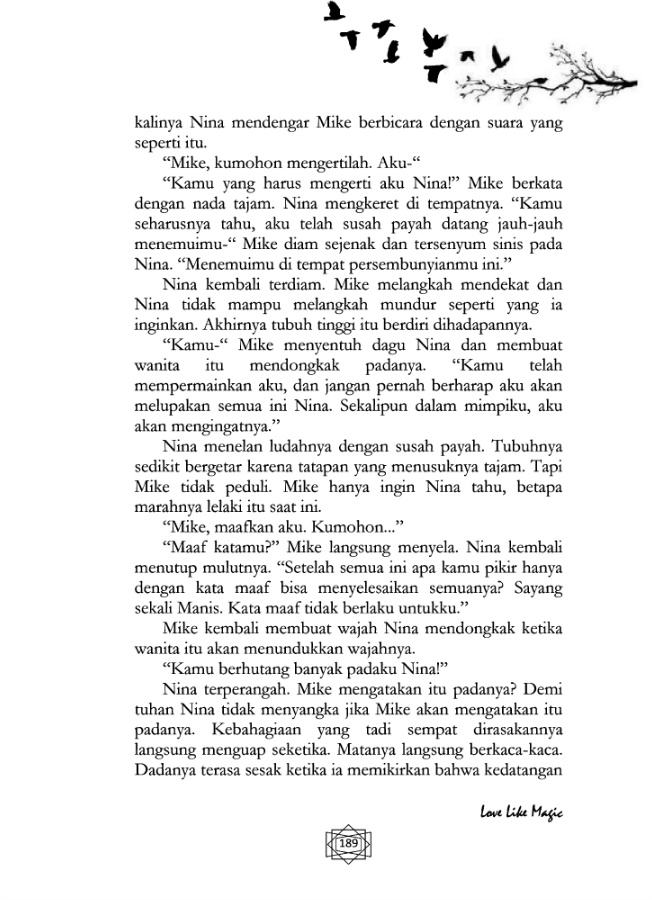 kalinya Nina mendengar Mike berbicara dengan suara yang
seperti itu.
“Mike, kumohon mengertilah. Aku-“
“Kamu yang harus mengerti aku Nina!” Mike berkata
dengan nada tajam. Nina mengkeret di tempatnya. “Kamu
seharusnya tahu, aku telah susah payah datang jauh-jauh
menemuimu-“ Mike diam sejenak dan tersenyum sinis pada
Nina. “Menemuimu di tempat persembunyianmu ini.”
Nina kembali terdiam. Mike melangkah mendekat dan
Nina tidak mampu melangkah mundur seperti yang ia
inginkan. Akhirnya tubuh tinggi itu berdiri dihadapannya.
“Kamu-“ Mike menyentuh dagu Nina dan membuat
wanita itu mendongkak padanya. “Kamu telah
mempermainkan aku, dan jangan pernah berharap aku akan
melupakan semua ini Nina. Sekalipun dalam mimpiku, aku
akan mengingatnya.”
Nina menelan ludahnya dengan susah payah. Tubuhnya
sedikit bergetar karena tatapan yang menusuknya tajam. Tapi
Mike tidak peduli. Mike hanya ingin Nina tahu, betapa
marahnya lelaki itu saat ini.
“Mike, maafkan aku. Kumohon...”
“Maaf katamu?” Mike langsung menyela. Nina kembali
menutup mulutnya. “Setelah semua ini apa kamu pikir hanya
dengan kata maaf bisa menyelesaikan semuanya? Sayang
sekali Manis. Kata maaf tidak berlaku untukku.”
Mike kembali membuat wajah Nina mendongkak ketika
wanita itu akan menundukkan wajahnya.
“Kamu berhutang banyak padaku Nina!”
Nina terperangah. Mike mengatakan itu padanya? Demi
tuhan Nina tidak menyangka jika Mike akan mengatakan itu
padanya. Kebahagiaan yang tadi sempat dirasakannya
langsung menguap seketika. Matanya langsung berkaca-kaca.
Dadanya terasa sesak ketika ia memikirkan bahwa kedatangan
Love Like Magic
189